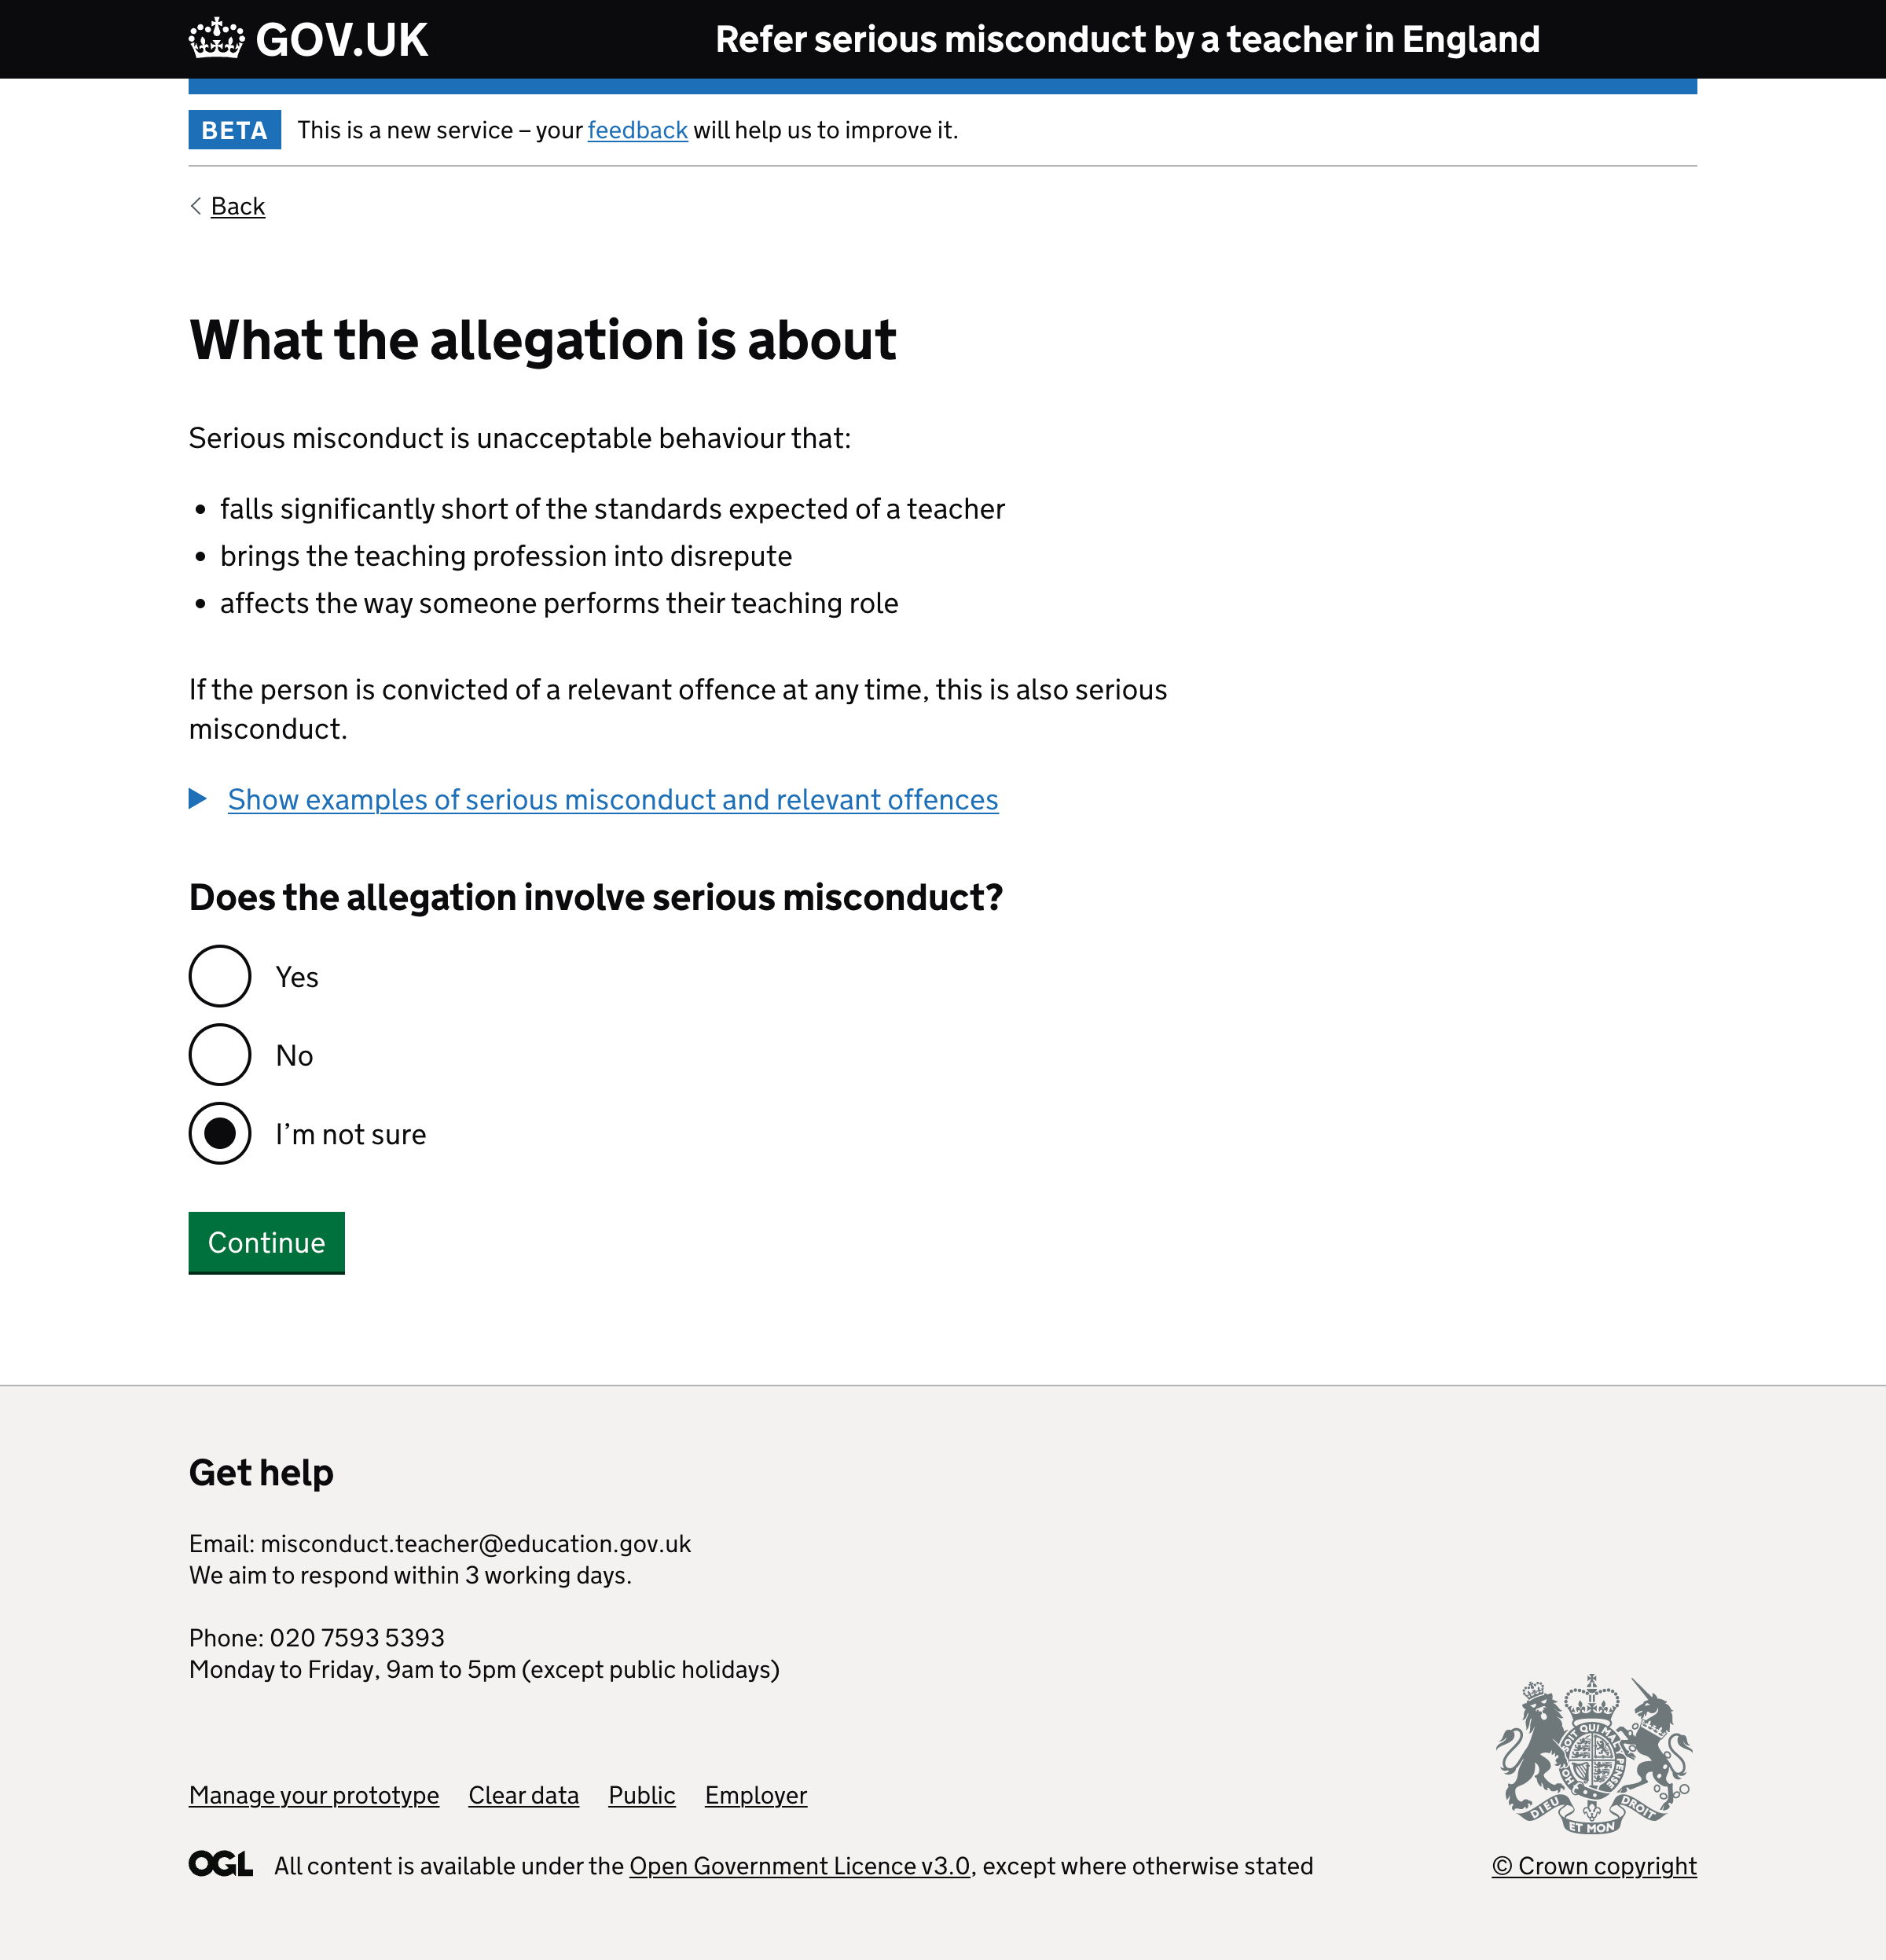 GOV.UK
Refer serious misconduct by a teacher in England
BETA
This is a new service – your feedback will help us to improve it.
Back
What the allegation is about
Serious misconduct is unacceptable behaviour that:
• falls significantly short of the standards expected of a teacher
• brings the teaching profession into disrepute
• affects the way someone performs their teaching role
If the person is convicted of a relevant offence at any time, this is also serious
misconduct.
Show examples of serious misconduct and relevant offences
Does the allegation involve serious misconduct?
Yes
No
I’m not sure
Continue
Get help
Email: misconduct.teacher@education.gov.uk
We aim to respond within 3 working days.
Phone: 020 7593 5393
Monday to Friday, 9am to 5pm (except public holidays)
Manage your prototype
Clear data
Public
Employer
DIEU ET MON DROIT
OGL
All content is available under the Open Government Licence v3.0, except where otherwise stated
© Crown copyright